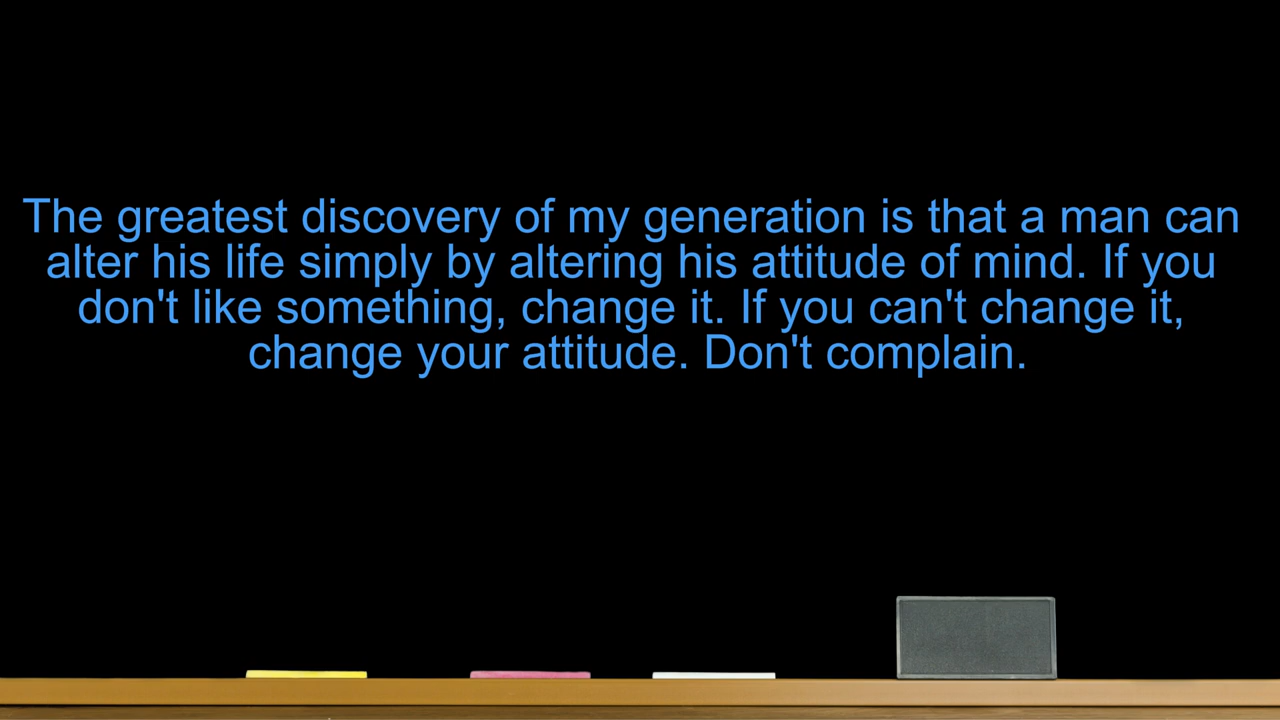 The greatest discovery of my generation is that a man can
alter his life simply by altering his attitude of mind. If you
don't like something, change it. If you can't change it,
change your attitude. Don't complain.